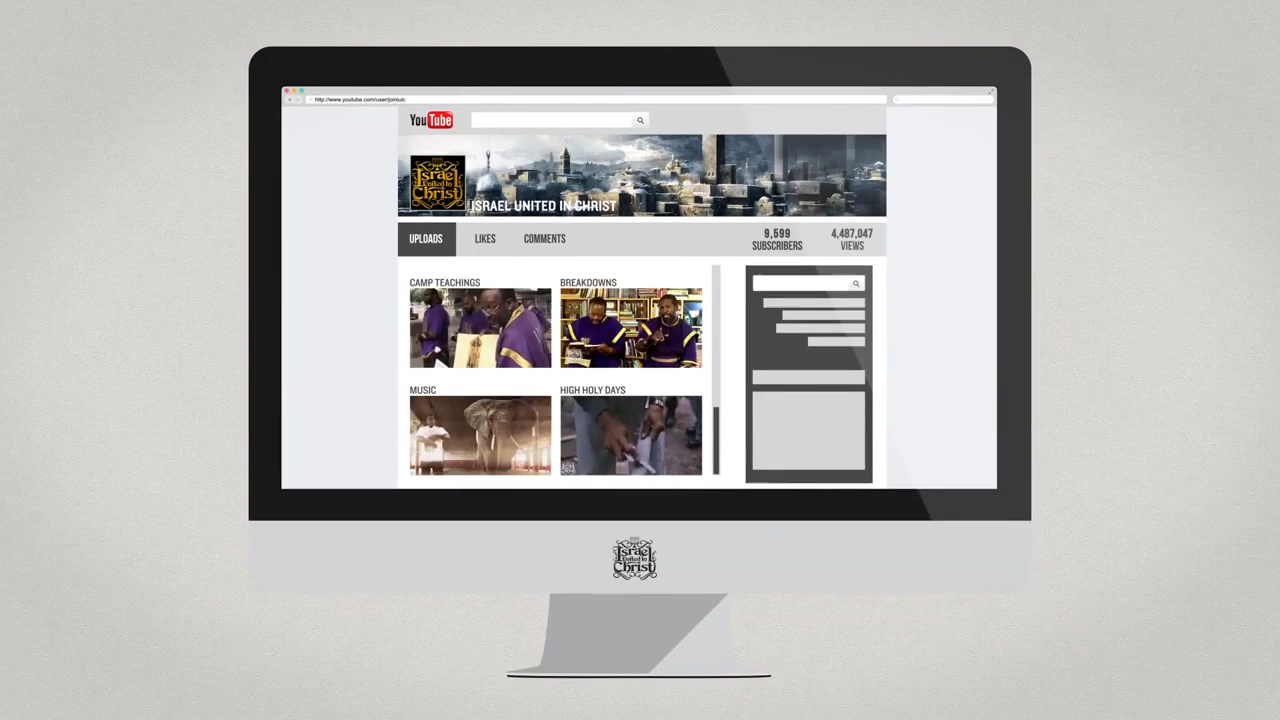 http://www.youtube.com/user/joiniuic
YouTube
Israel
United In
Christ
ISRAEL UNITED IN CHRIST
UPLOADS
LIKES
COMMENTS
9,599
SUBSCRIBERS
4,487,047
VIEWS
CAMP TEACHINGS
BREAKDOWNS
MUSIC
HIGH HOLY DAYS
Israel
United In
Christ